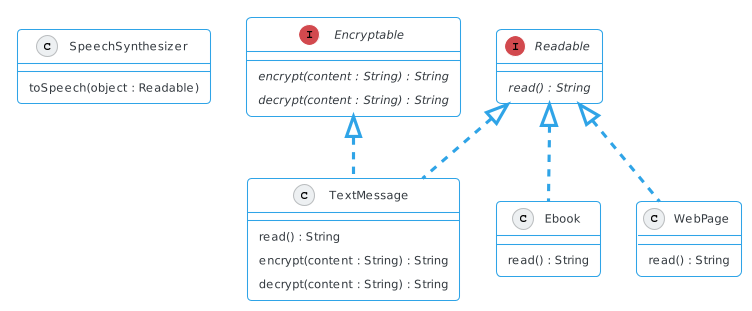 C SpeechSynthesizer
toSpeech(object : Readable)
I Encryptable
encrypt(content : String) : String
decrypt(content : String) : String
I Readable
read() : String
C TextMessage
read() : String
encrypt(content : String) : String
decrypt(content : String) : String
C Ebook
read() : String
C WebPage
read() : String